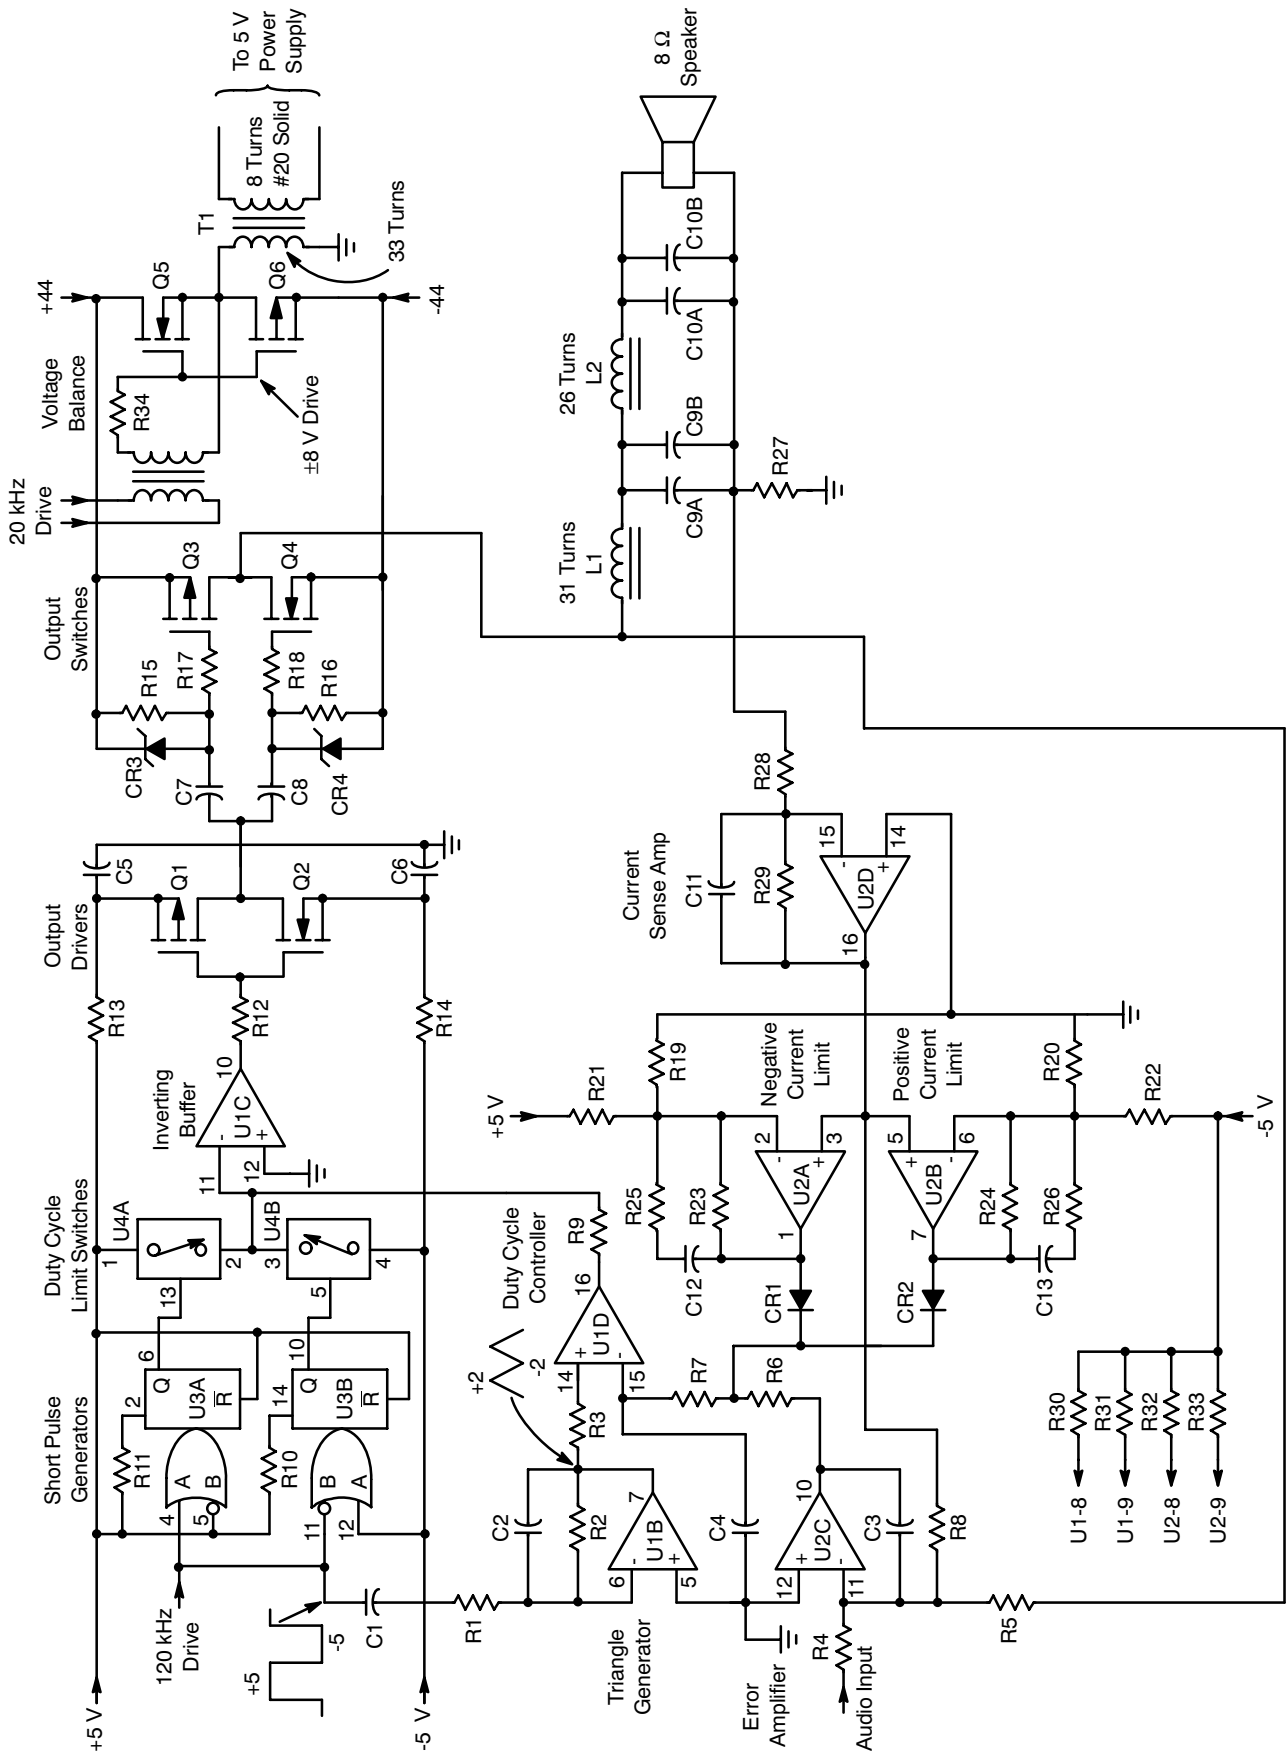 +5 V
120 kHz
Drive
+5
-5
-5 V
Short Pulse
Generators
R11
2
4
A
5
B
U3A
Q
R
6
R10
14
11
B
12
A
U3B
Q
R
10
Duty Cycle
Limit Switches
1
U4A
2
13
3
U4B
4
5
Inverting
Buffer
11
-
12
+
U1C
10
R12
R13
R14
Output
Drivers
Q1
Q2
C5
C6
C7
C8
CR3
CR4
R15
R16
R17
R18
Output
Switches
Q3
Q4
20 kHz
Drive
Voltage
Balance
R34
±8 V Drive
+44
-44
Q5
Q6
T1
33 Turns
8 Turns
#20 Solid
To 5 V
Power
Supply
C1
R1
Triangle
Generator
C2
R2
6
-
5
+
U1B
7
R3
+2
-2
Duty Cycle
Controller
14
+
15
-
U1D
16
R9
C4
R7
R6
Error
Amplifier
12
+
11
-
U2C
10
C3
R8
R4
Audio Input
R5
+5 V
R21
R19
R25
R23
C12
CR1
2
-
3
+
U2A
1
Negative
Current
Limit
Positive
Current
Limit
5
+
6
-
U2B
7
CR2
R24
R26
C13
R20
R22
-5 V
Current
Sense Amp
C11
R29
R28
15
-
14
+
U2D
16
31 Turns
L1
C9A
C9B
R27
26 Turns
L2
C10A
C10B
8 Ω
Speaker
U1-8
R30
U1-9
R31
U2-8
R32
U2-9
R33